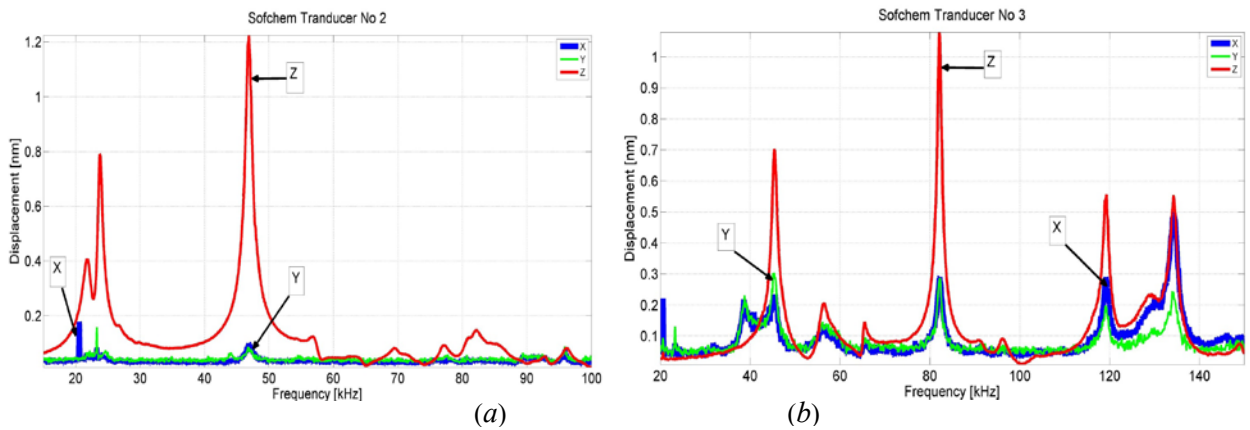 Sofchem Tranducer No 2
1.2
1
0.8
0.6
0.4
0.2
Displacement [nm]
X
Y
Z
Z
X
Y
20
30
40
50
60
70
80
90
100
Frequency [kHz]
(a)
Sofchem Tranducer No 3
1
0.9
0.8
0.7
0.6
0.5
0.4
0.3
0.2
0.1
Displacement [nm]
X
Y
Z
Z
Y
X
20
40
60
80
100
120
140
Frequency [kHz]
(b)